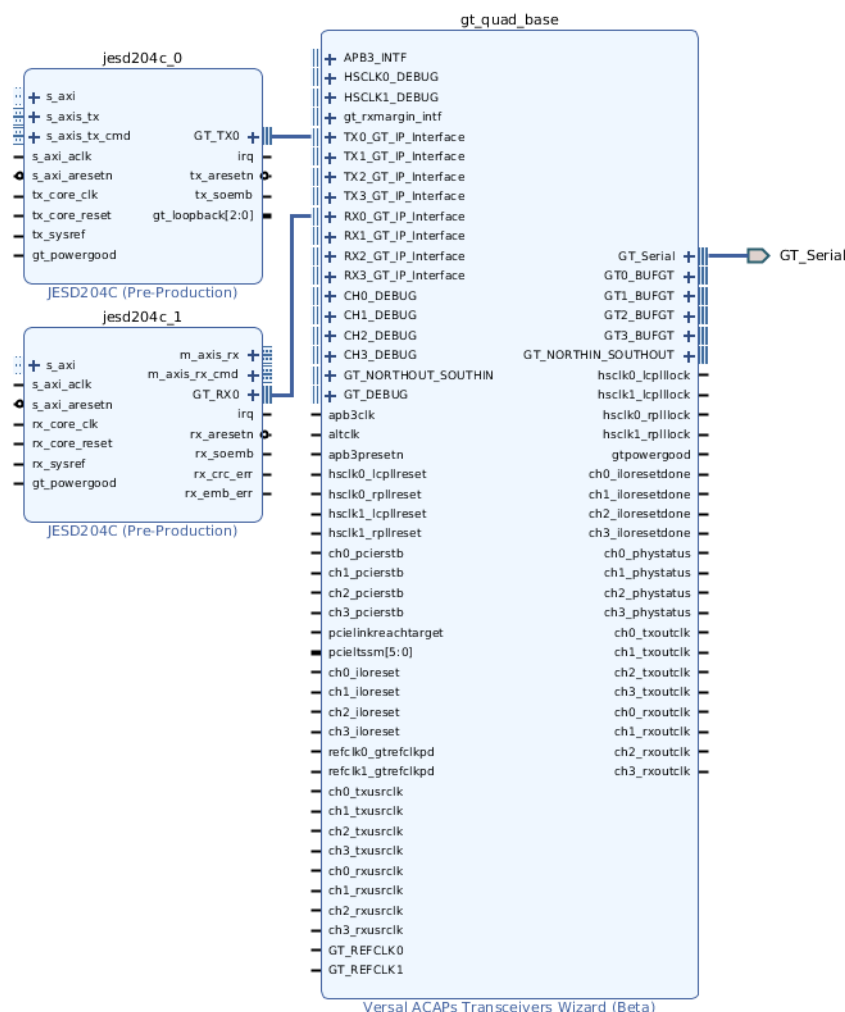 jesd204c_0
s_axi
s_axis_tx
s_axis_tx_cmd
s_axi_aclk
s_axi_aresetn
tx_core_clk
tx_core_reset
tx_sysref
gt_powergood
GT_TX0
irq
tx_aresetn
tx_soemb
gt_loopback[2:0]
JESD204C (Pre-Production)
jesd204c_1
s_axi
s_axi_aclk
s_axi_aresetn
rx_core_clk
rx_core_reset
rx_sysref
gt_powergood
m_axis_rx
m_axis_rx_cmd
GT_RX0
irq
rx_aresetn
rx_soemb
rx_crc_err
rx_emb_err
JESD204C (Pre-Production)
gt_quad_base
APB3_INTF
HSCLK0_DEBUG
HSCLK1_DEBUG
gt_rxmargin_intf
TX0_GT_IP_Interface
TX1_GT_IP_Interface
TX2_GT_IP_Interface
TX3_GT_IP_Interface
RX0_GT_IP_Interface
RX1_GT_IP_Interface
RX2_GT_IP_Interface
RX3_GT_IP_Interface
CH0_DEBUG
CH1_DEBUG
CH2_DEBUG
CH3_DEBUG
GT_NORTHOUT_SOUTHIN
GT_DEBUG
apb3clk
altclk
apb3presetn
hsclk0_lcpllreset
hsclk0_rpllreset
hsclk1_lcpllreset
hsclk1_rpllreset
ch0_pcierstb
ch1_pcierstb
ch2_pcierstb
ch3_pcierstb
pcielinkreachtarget
pcieltssm[5:0]
ch0_iloreset
ch1_iloreset
ch2_iloreset
ch3_iloreset
refclk0_gtrefclkpd
refclk1_gtrefclkpd
ch0_txusrclk
ch1_txusrclk
ch2_txusrclk
ch3_txusrclk
ch0_rxusrclk
ch1_rxusrclk
ch2_rxusrclk
ch3_rxusrclk
GT_REFCLK0
GT_REFCLK1
GT_Serial
GT0_BUFGT
GT1_BUFGT
GT2_BUFGT
GT3_BUFGT
GT_NORTHIN_SOUTHOUT
hsclk0_lcplllock
hsclk1_lcplllock
hsclk0_rplllock
hsclk1_rplllock
gtpowergood
ch0_iloresetdone
ch1_iloresetdone
ch2_iloresetdone
ch3_iloresetdone
ch0_phystatus
ch1_phystatus
ch2_phystatus
ch3_phystatus
ch0_txoutclk
ch1_txoutclk
ch2_txoutclk
ch3_txoutclk
ch0_rxoutclk
ch1_rxoutclk
ch2_rxoutclk
ch3_rxoutclk
GT_Serial
Versal ACAPs Transceivers Wizard (Beta)